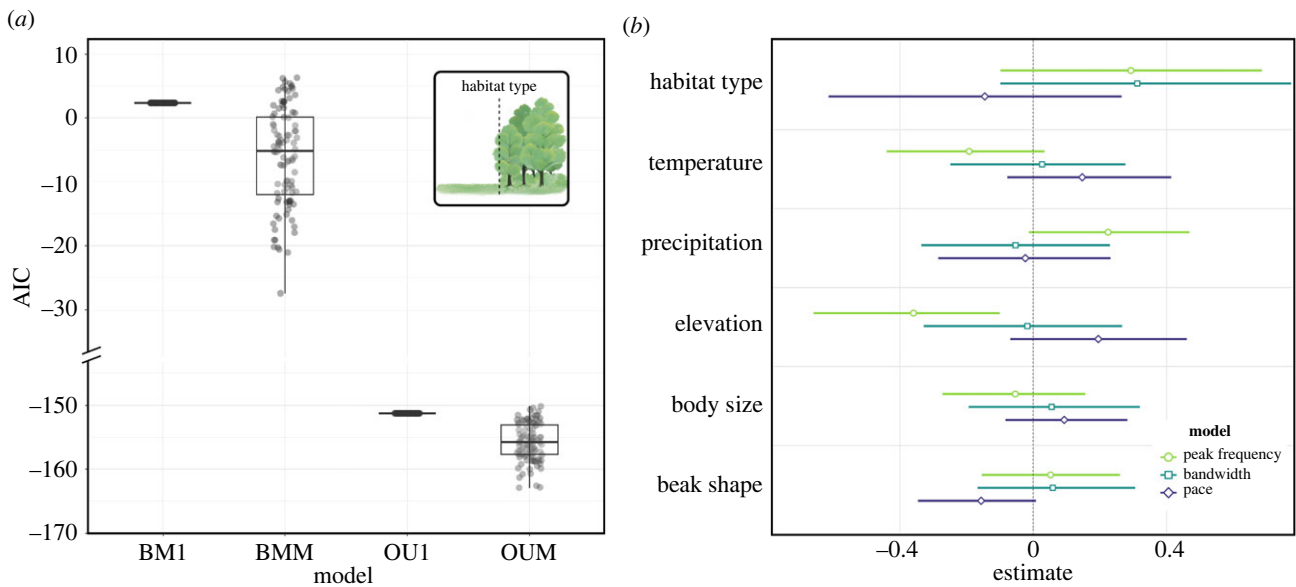 (a)
10
0
−10
−20
−30
−150
−160
−170
AIC
habitat type
BM1 BMM OU1 OUM
model
(b)
habitat type
temperature
precipitation
elevation
body size
beak shape
model
peak frequency
bandwidth
pace
−0.4 0 0.4
estimate